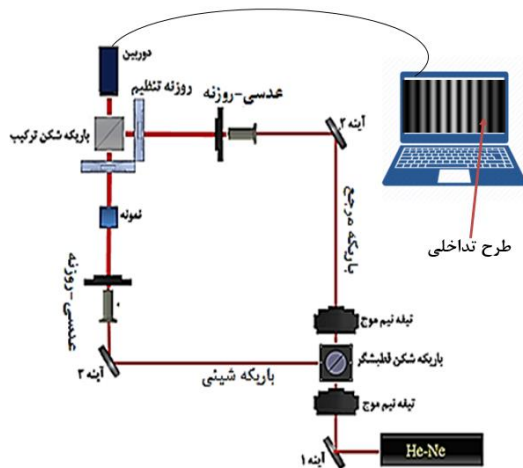 دوربین
روزنه تنظیم
عدسی-روزنه
باریکه شکن ترکیب
آینه ۲
نمونه
باریکه مرجع
طرح تداخلی
عدسی-روزنه
تیغه نیم موج
باریکه شکن قطبشگر
باریکه شیئی
آینه ۳
تیغه نیم موج
آینه ۱
He-Ne